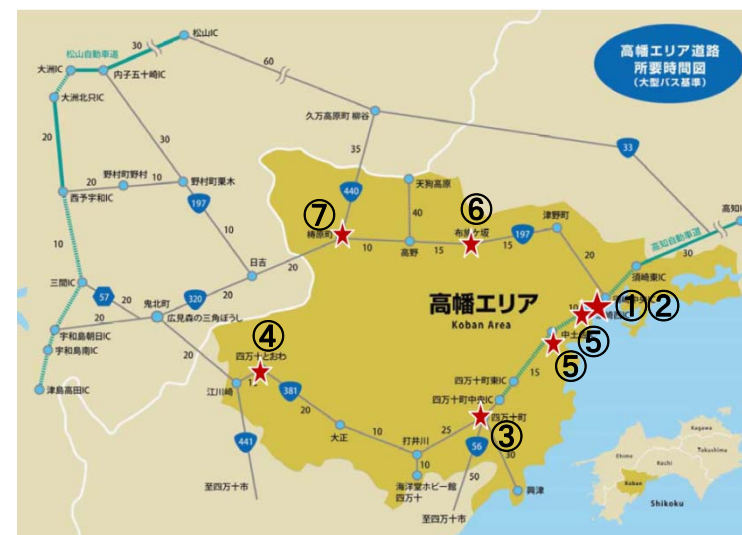 高幡エリア道路
所要時間図
(大型バス基準)
松山IC
30
松山自動車道
大洲IC
内子五十崎IC
大洲北只IC
60
久万高原町 柳谷
33
20
30
35
440
天狗高原
野村町野村
20
10
野村町栗木
西予宇和IC
197
⑦
40
⑥
津野町
高知自動車道
30
梼原町
10
高野
15
15
197
20
須崎東IC
10
20
日吉
20
三間IC
57
20
鬼北町
320
20
広見森の三角ぼうし
高幡エリア
Koban Area
10
①②
宇和島朝日IC
20
宇和島南IC
④
四万十とおわ
⑤
⑤
20
15
津島高田IC
江川崎
381
四万十町東IC
四万十町中央IC
20
10
25
四万十町
③
441
大正
打井川
56
10
30
50
海洋堂ホビー館
四万十
興津
至四万十市
至四万十市
Ehime
Kagawa
Tokushima
Kochi
Koban
Shikoku